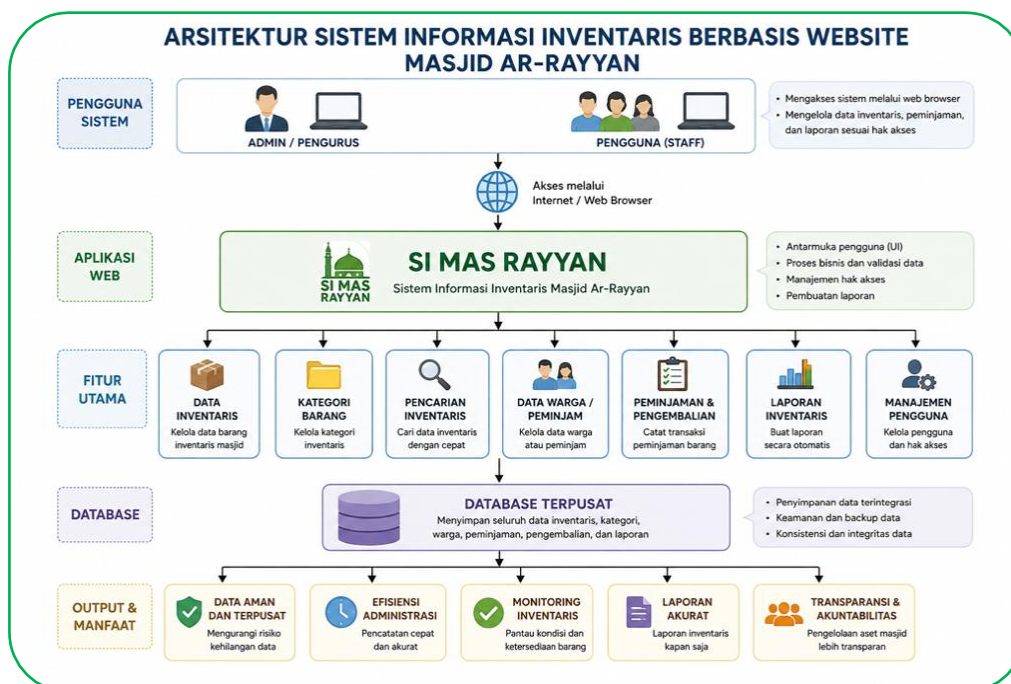 ARSITEKTUR SISTEM INFORMASI INVENTARIS BERBASIS WEBSITE
MASJID AR-RAYYAN
PENGGUNA
SISTEM
ADMIN / PENGURUS
PENGGUNA (STAFF)
• Mengakses sistem melalui web browser
• Mengelola data inventaris, peminjaman,
dan laporan sesuai hak akses
Akses melalui
Internet / Web Browser
APLIKASI
WEB
SI MAS
RAYYAN
SI MAS RAYYAN
Sistem Informasi Inventaris Masjid Ar-Rayyan
• Antarmuka pengguna (UI)
• Proses bisnis dan validasi data
• Manajemen hak akses
• Pembuatan laporan
FITUR
UTAMA
DATA
INVENTARIS
Kelola data barang
inventaris masjid
KATEGORI
BARANG
Kelola kategori
inventaris
PENCARIAN
INVENTARIS
Cari data inventaris
dengan cepat
DATA WARGA /
PEMINJAM
Kelola data warga
atau peminjam
PEMINJAMAN &
PENGEMBALIAN
Catat transaksi
peminjaman barang
LAPORAN
INVENTARIS
Buat laporan
secara otomatis
MANAJEMEN
PENGGUNA
Kelola pengguna
dan hak akses
DATABASE
DATABASE TERPUSAT
Menyimpan seluruh data inventaris, kategori,
warga, peminjaman, pengembalian, dan laporan
• Penyimpanan data terintegrasi
• Keamanan dan backup data
• Konsistensi dan integritas data
OUTPUT &
MANFAAT
DATA AMAN
DAN TERPUSAT
Mengurangi risiko
kehilangan data
EFISIENSI
ADMINISTRASI
Pencatatan cepat
dan akurat
MONITORING
INVENTARIS
Pantau kondisi dan
ketersediaan barang
LAPORAN
AKURAT
Laporan inventaris
kapan saja
TRANSPARANSI &
AKUNTABILITAS
Pengelolaan aset masjid
lebih transparan